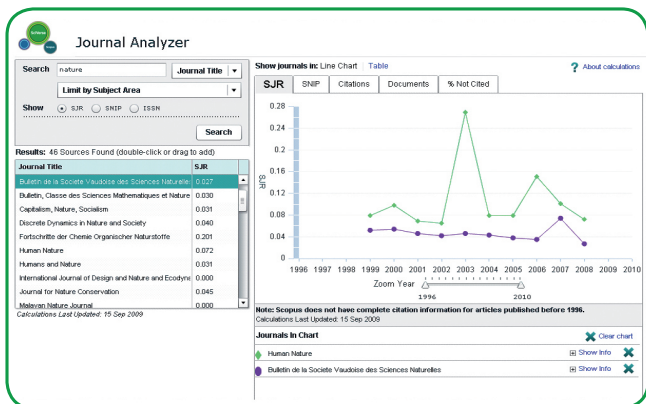 SciVerse
Scopus
Journal Analyzer
Search nature Journal Title
Limit by Subject Area
Show SJR SNIP ISSN
Search
Results: 46 Sources Found (double-click or drag to add)
Journal Title SJR
Bulletin de la Societe Vaudoise des Sciences Naturelles 0.027
Bulletin, Classe des Sciences Mathematiques et Nature 0.030
Capitalism, Nature, Socialism 0.031
Discrete Dynamics in Nature and Society 0.040
Fortschritte der Chemie Organischer Naturstoffe 0.201
Human Nature 0.072
Humans and Nature 0.031
International Journal of Design and Nature and Ecodyna 0.000
Journal for Nature Conservation 0.045
Malayan Nature Journal 0.000
Calculations Last Updated: 15 Sep 2009
Show journals in: Line Chart Table
? About calculations
SJR SNIP Citations Documents % Not Cited
SJR
0.28
0.24
0.2
0.16
0.12
0.08
0.04
0
1996 1997 1998 1999 2000 2001 2002 2003 2004 2005 2006 2007 2008 2009 2010
Zoom Year
1996 2010
Note: Scopus does not have complete citation information for articles published before 1996.
Calculations Last Updated: 15 Sep 2009
Journals In Chart Clear chart
Human Nature Show Info
Bulletin de la Societe Vaudoise des Sciences Naturelles Show Info